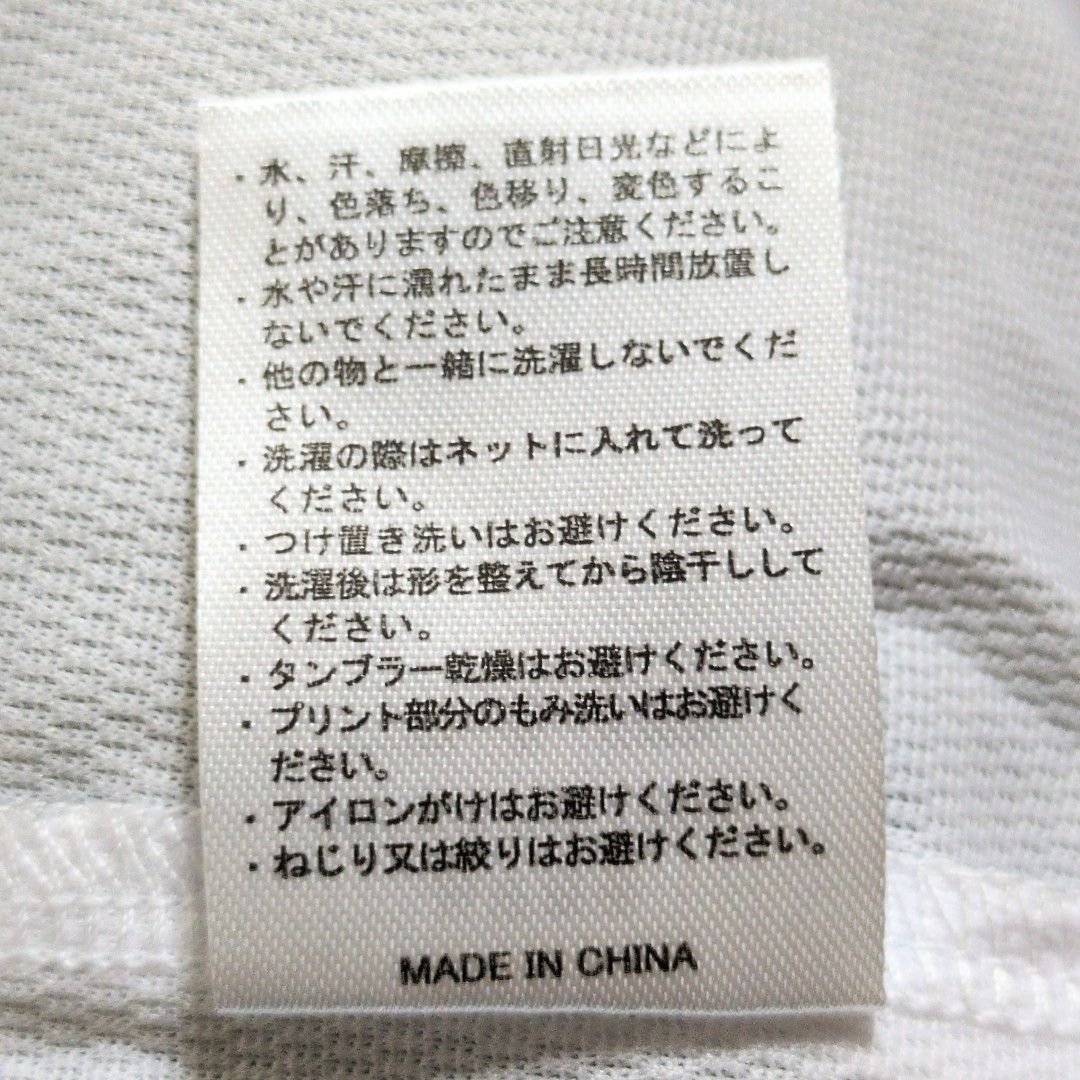 ・水、汗、摩擦、直射日光などによ
り、色落ち、色移り、変色するこ
とがありますのでご注意ください。
・水や汗に濡れたまま長時間放置し
ないでください。
・他の物と一緒に洗濯しないでくだ
さい。
・洗濯の際はネットに入れて洗って
ください。
・つけ置き洗いはお避けください。
・洗濯後は形を整えてから陰干しして
ください。
・タンブラー乾燥はお避けください。
・プリント部分のもみ洗いはお避けく
ださい。
・アイロンがけはお避けください。
・ねじり又は絞りはお避けください。
MADE IN CHINA